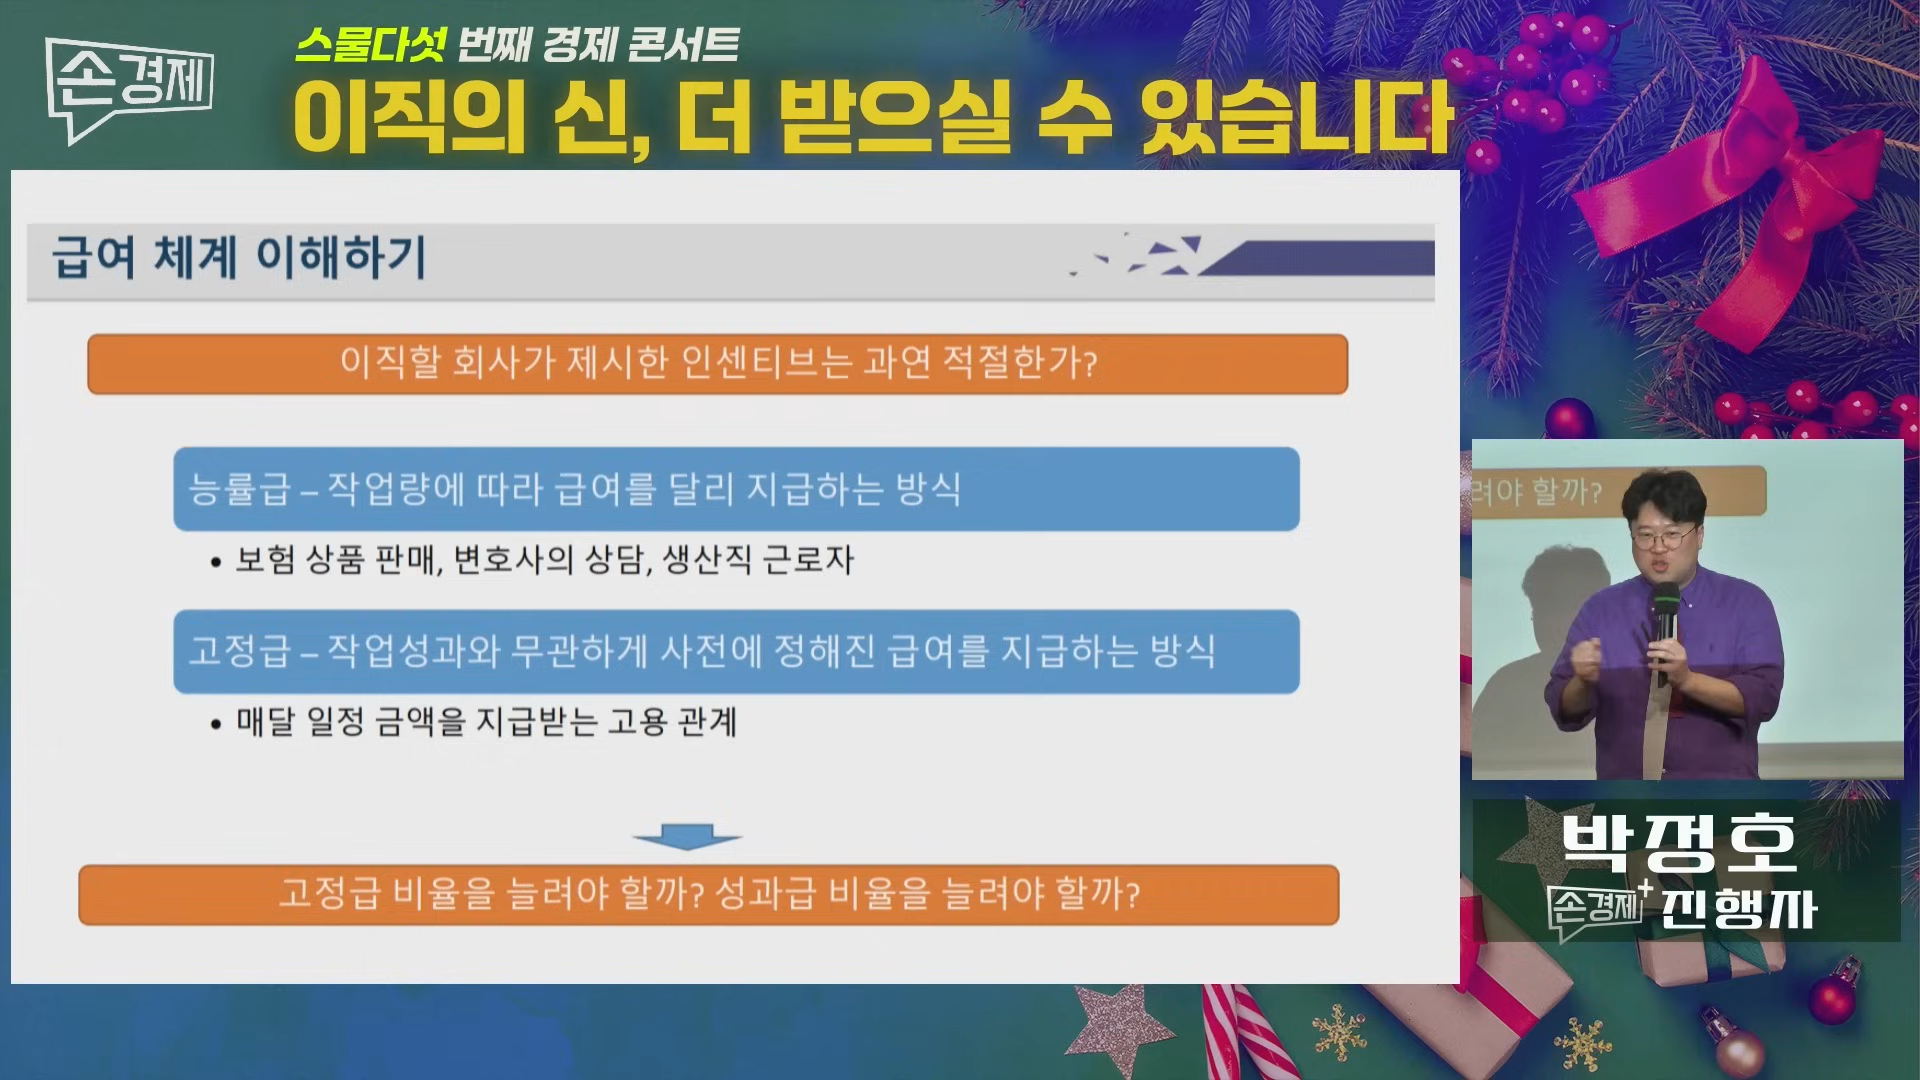 손경제
스물다섯 번째 경제 콘서트
이직의 신, 더 받으실 수 있습니다
급여 체계 이해하기
이직할 회사가 제시한 인센티브는 과연 적절한가?
능률급 – 작업량에 따라 급여를 달리 지급하는 방식
• 보험 상품 판매, 변호사의 상담, 생산직 근로자
고정급 – 작업성과와 무관하게 사전에 정해진 급여를 지급하는 방식
• 매달 일정 금액을 지급받는 고용 관계
고정급 비율을 늘려야 할까? 성과급 비율을 늘려야 할까?
려야 할까?
박정호
손경제+ 진행자